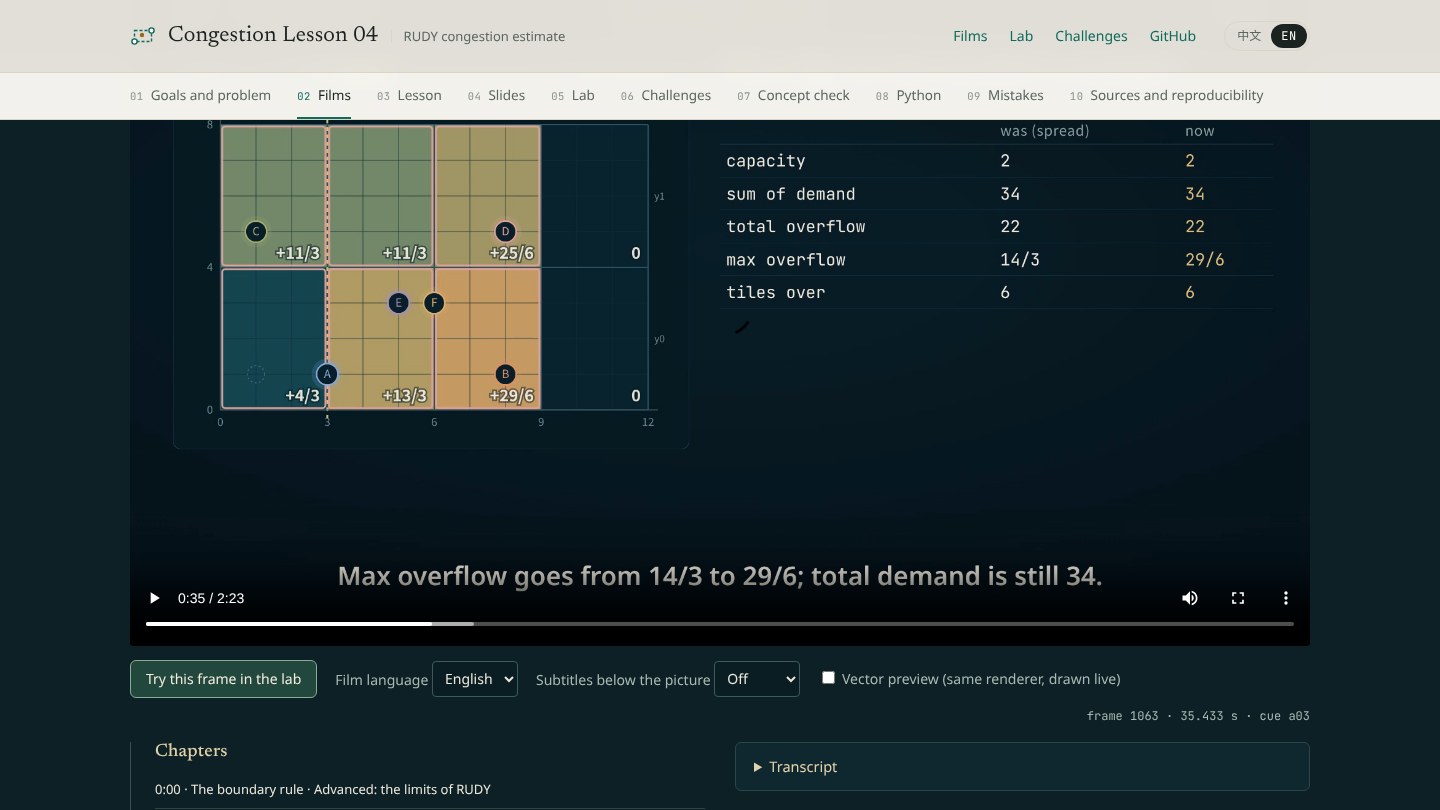 Congestion Lesson 04 RUDY congestion estimate Films Lab Challenges GitHub 中文 EN
01 Goals and problem 02 Films 03 Lesson 04 Slides 05 Lab 06 Challenges 07 Concept check 08 Python 09 Mistakes 10 Sources and reproducibility
8
was (spread) now
capacity 2 2
y1
sum of demand 34 34
total overflow 22 22
C D
+11/3 +11/3 +25/6 0
max overflow 14/3 29/6
4
tiles over 6 6
E F
y0
A B
+4/3 +13/3 +29/6 0
0
0 3 6 9 12
Max overflow goes from 14/3 to 29/6; total demand is still 34.
0:35 / 2:23
Try this frame in the lab Film language English Subtitles below the picture Off Vector preview (same renderer, drawn live)
frame 1063 · 35.433 s · cue a03
Chapters
Transcript
0:00 · The boundary rule · Advanced: the limits of RUDY